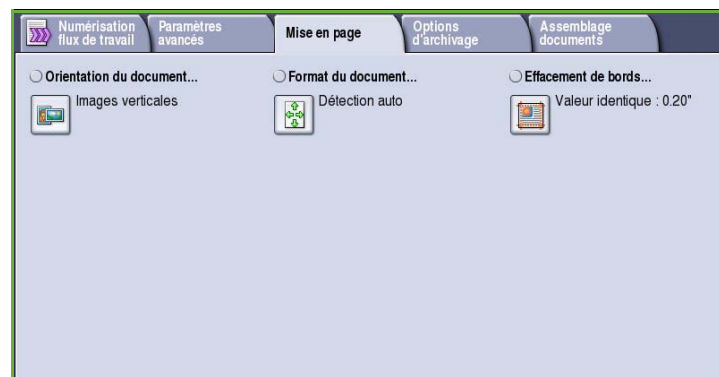 Numérisation
flux de travail
Paramètres
avancés
Mise en page
Options
d'archivage
Assemblage
documents
Orientation du document...
Images verticales
Format du document...
Détection auto
Effacement de bords...
Valeur identique : 0.20"